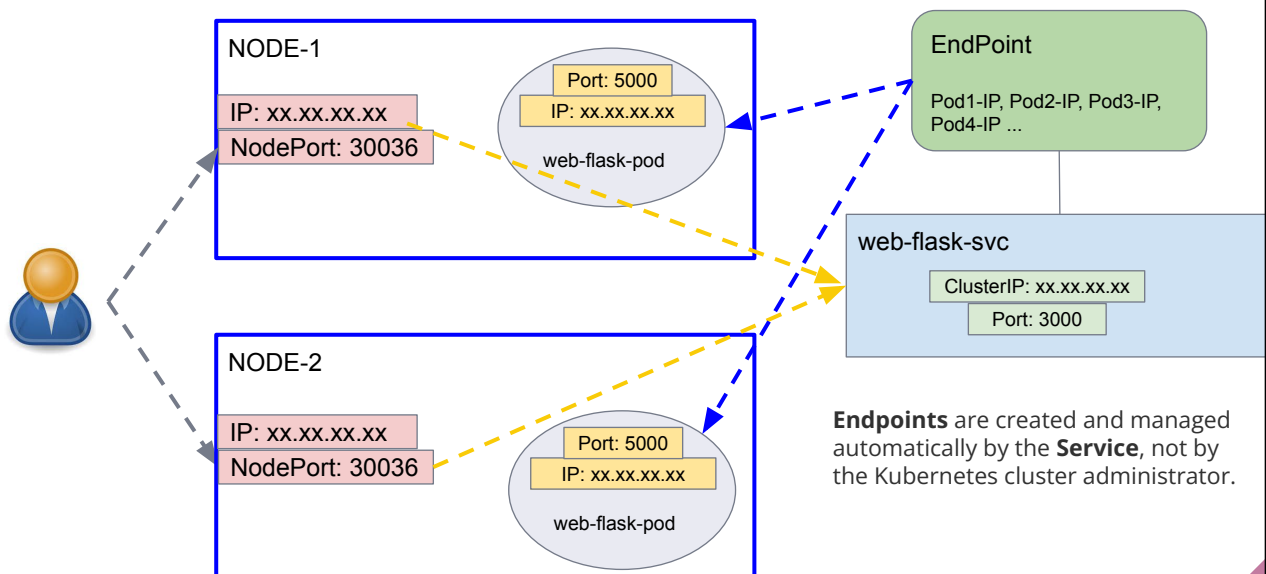 NODE-1
IP: xx.xx.xx.xx
NodePort: 30036
Port: 5000
IP: xx.xx.xx.xx
web-flask-pod
EndPoint
Pod1-IP, Pod2-IP, Pod3-IP,
Pod4-IP ...
web-flask-svc
ClusterIP: xx.xx.xx.xx
Port: 3000
NODE-2
IP: xx.xx.xx.xx
NodePort: 30036
Port: 5000
IP: xx.xx.xx.xx
web-flask-pod
Endpoints are created and managed
automatically by the Service, not by
the Kubernetes cluster administrator.